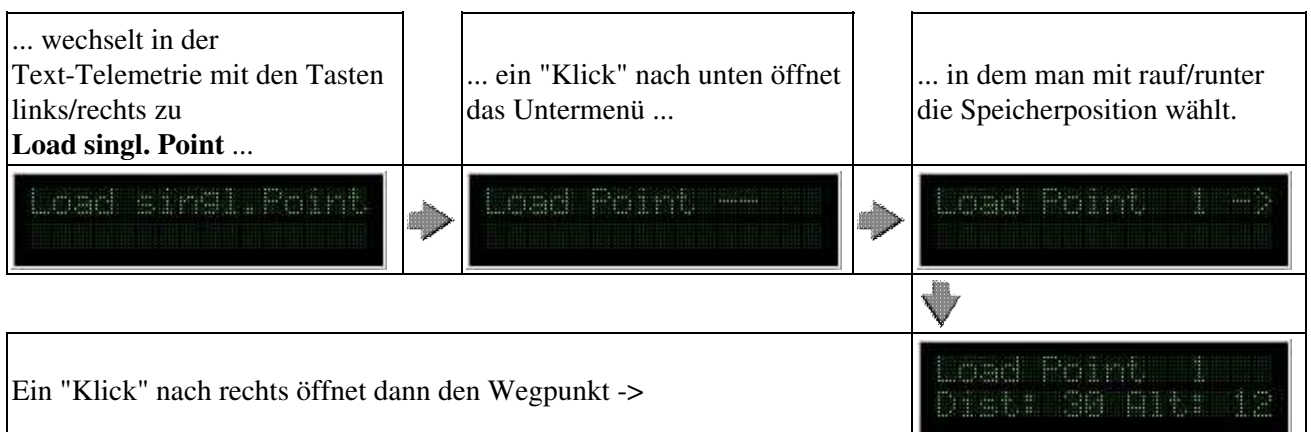 ... wechselt in der
Text-Telemetrie mit den Tasten
links/rechts zu
Load singl. Point ...
... ein "Klick" nach unten öffnet
das Untermenü ...
... in dem man mit rauf/runter
die Speicherposition wählt.
Load singl.Point
Load Point --
Load Point 1 ->
Ein "Klick" nach rechts öffnet dann den Wegpunkt ->
Load Point 1
Dist: 30 Alt: 12